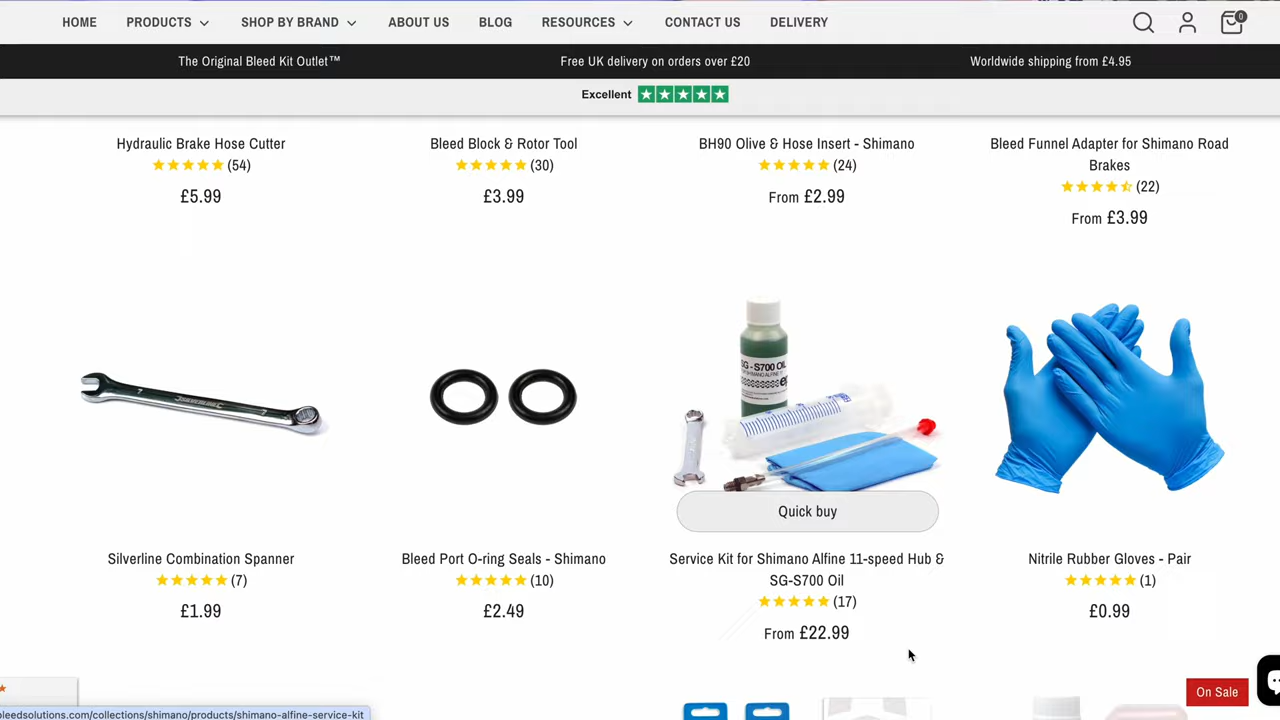 HOME PRODUCTS SHOP BY BRAND ABOUT US BLOG RESOURCES CONTACT US DELIVERY
0
The Original Bleed Kit Outlet™ Free UK delivery on orders over £20 Worldwide shipping from £4.95
Excellent
Hydraulic Brake Hose Cutter
(54)
£5.99
Bleed Block & Rotor Tool
(30)
£3.99
BH90 Olive & Hose Insert - Shimano
(24)
From £2.99
Bleed Funnel Adapter for Shimano Road
Brakes
(22)
From £3.99
SG-S700 OIL
Quick buy
Silverline Combination Spanner
(7)
£1.99
Bleed Port O-ring Seals - Shimano
(10)
£2.49
Service Kit for Shimano Alfine 11-speed Hub &
SG-S700 Oil
(17)
From £22.99
Nitrile Rubber Gloves - Pair
(1)
£0.99
On Sale
bleedsolutions.com/collections/shimano/products/shimano-alfine-service-kit